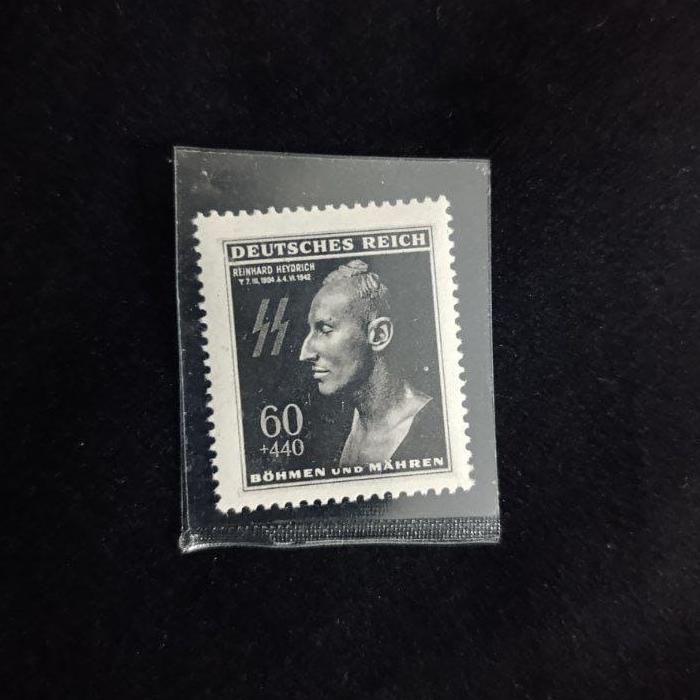 DEUTSCHES REICH
REINHARD HEYDRICH
7. III. 1904 4. VI. 1942
60
+440
BÖHMEN UND MÄHREN